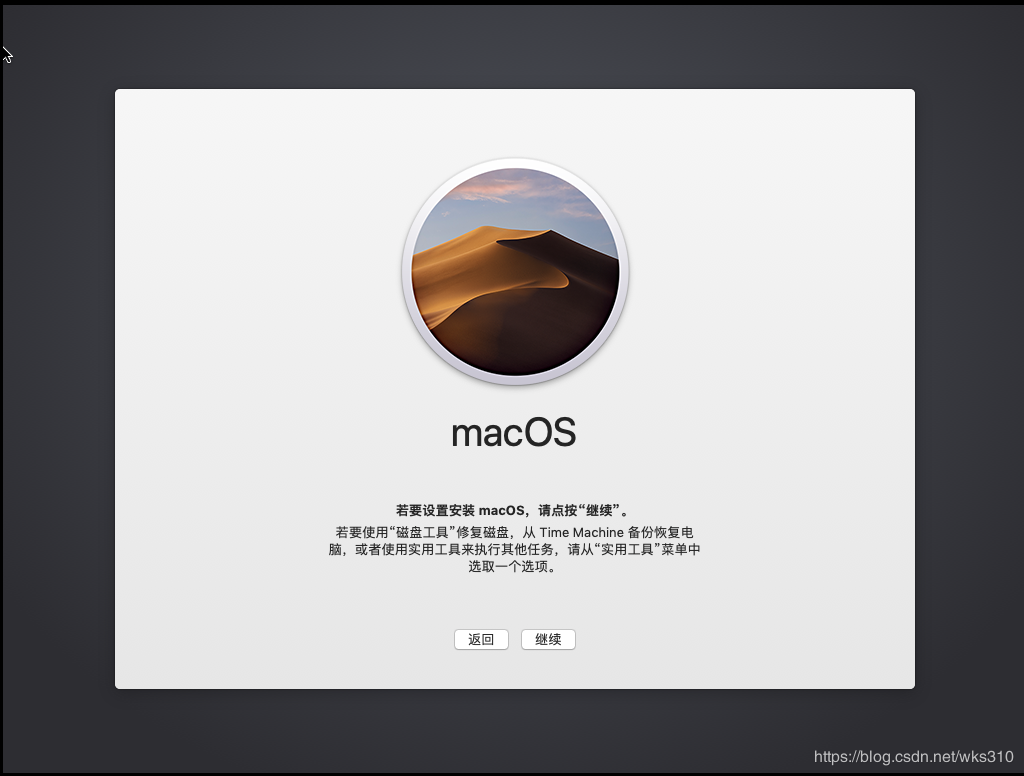 macOS
若要设置安装 macOS，请点按“继续”。
若要使用“磁盘工具”修复磁盘，从 Time Machine 备份恢复电
脑，或者使用实用工具来执行其他任务，请从“实用工具”菜单中
选取一个选项。
返回 继续
https://blog.csdn.net/wks310